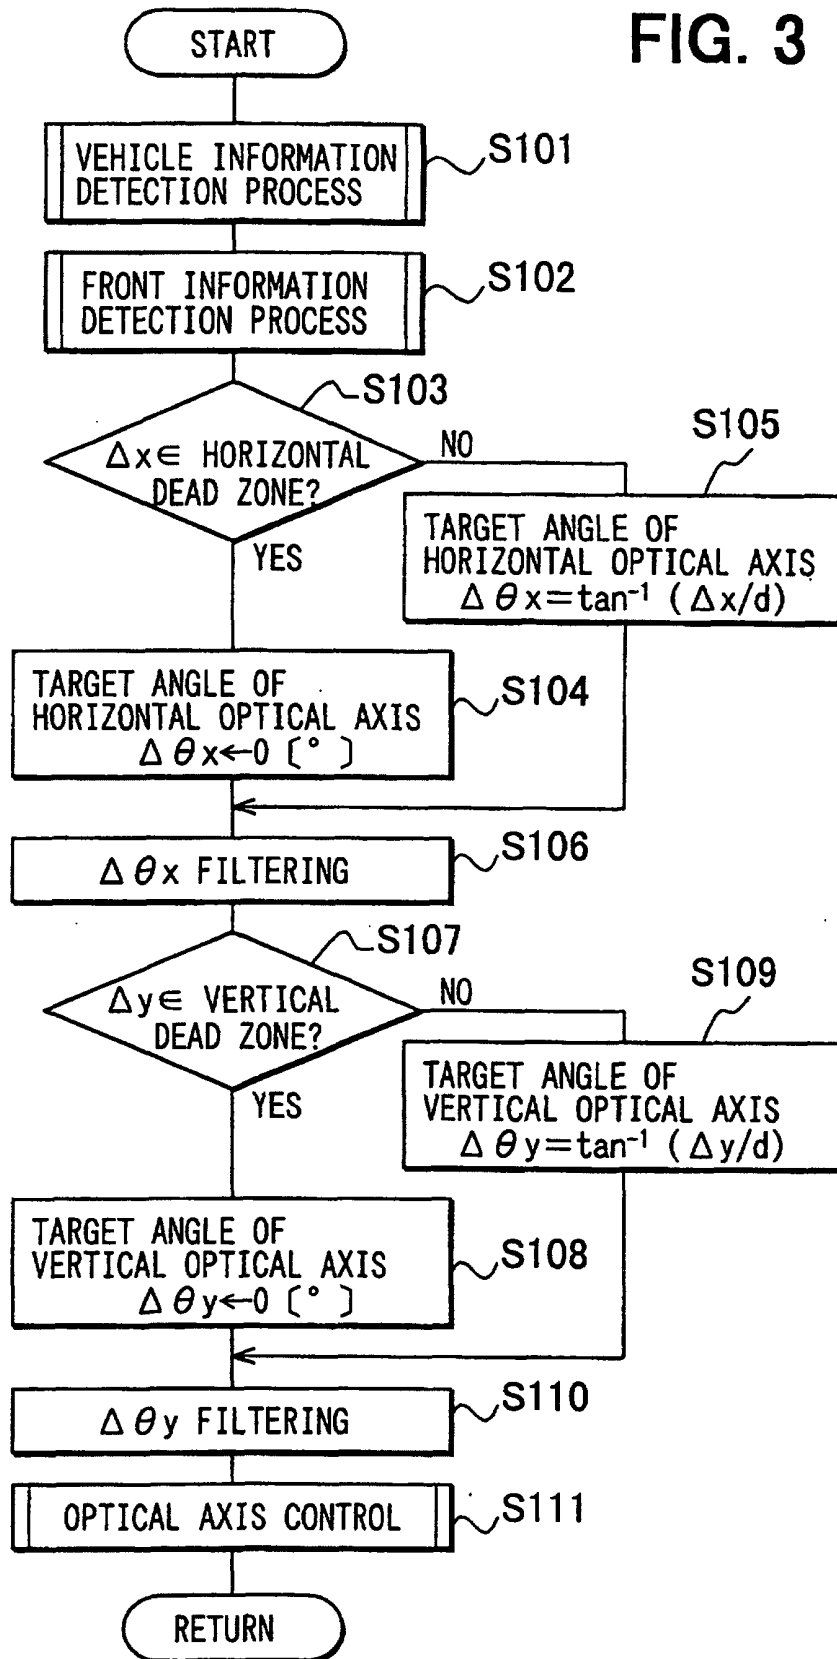 FIG. 3
START
VEHICLE INFORMATION
DETECTION PROCESS
S101
FRONT INFORMATION
DETECTION PROCESS
S102
S103
Δx∈ HORIZONTAL
DEAD ZONE?
NO
YES
S105
TARGET ANGLE OF
HORIZONTAL OPTICAL AXIS
Δθx=tan⁻¹ (Δx/d)
TARGET ANGLE OF
HORIZONTAL OPTICAL AXIS
Δθx←0 [°]
S104
Δθx FILTERING
S106
S107
Δy∈ VERTICAL
DEAD ZONE?
NO
YES
S109
TARGET ANGLE OF
VERTICAL OPTICAL AXIS
Δθy=tan⁻¹ (Δy/d)
TARGET ANGLE OF
VERTICAL OPTICAL AXIS
Δθy←0 [°]
S108
Δθy FILTERING
S110
OPTICAL AXIS CONTROL
S111
RETURN